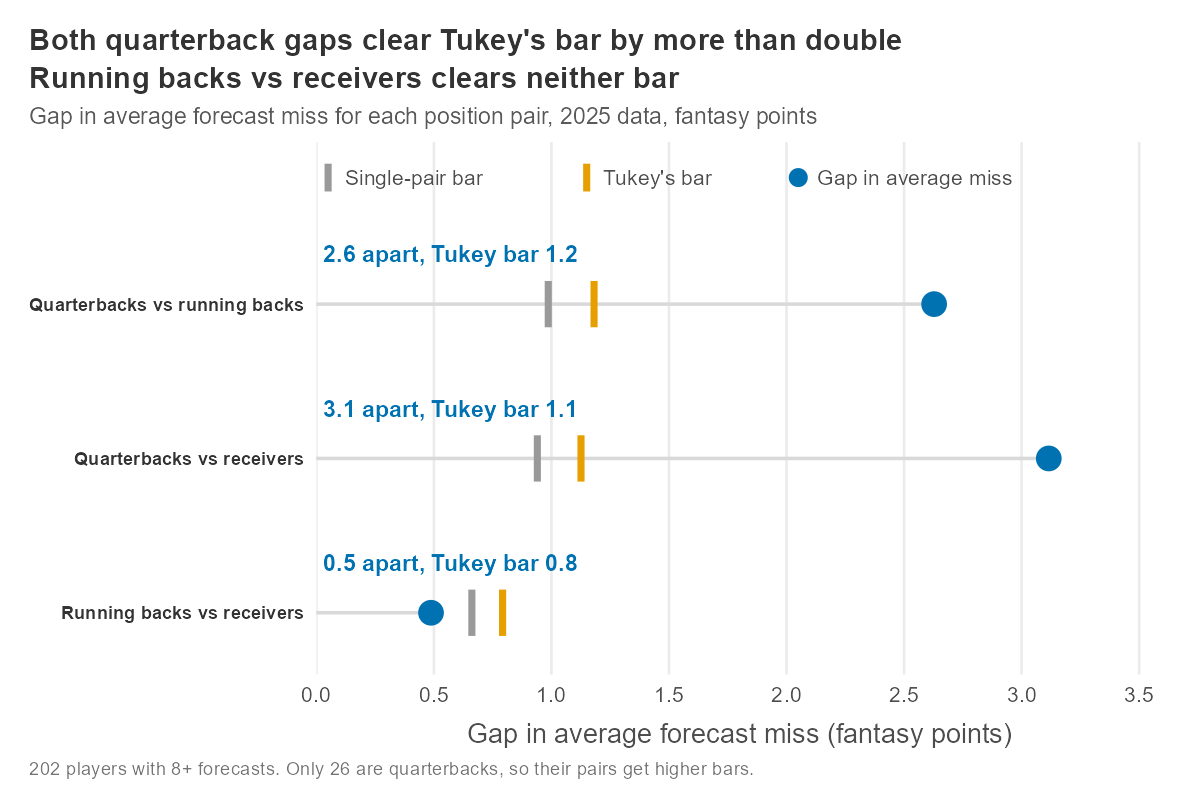 Both quarterback gaps clear Tukey's bar by more than double
Running backs vs receivers clears neither bar
Gap in average forecast miss for each position pair, 2025 data, fantasy points
Single-pair bar
Tukey's bar
Gap in average miss
2.6 apart, Tukey bar 1.2
Quarterbacks vs running backs
3.1 apart, Tukey bar 1.1
Quarterbacks vs receivers
0.5 apart, Tukey bar 0.8
Running backs vs receivers
0.0 0.5 1.0 1.5 2.0 2.5 3.0 3.5
Gap in average forecast miss (fantasy points)
202 players with 8+ forecasts. Only 26 are quarterbacks, so their pairs get higher bars.